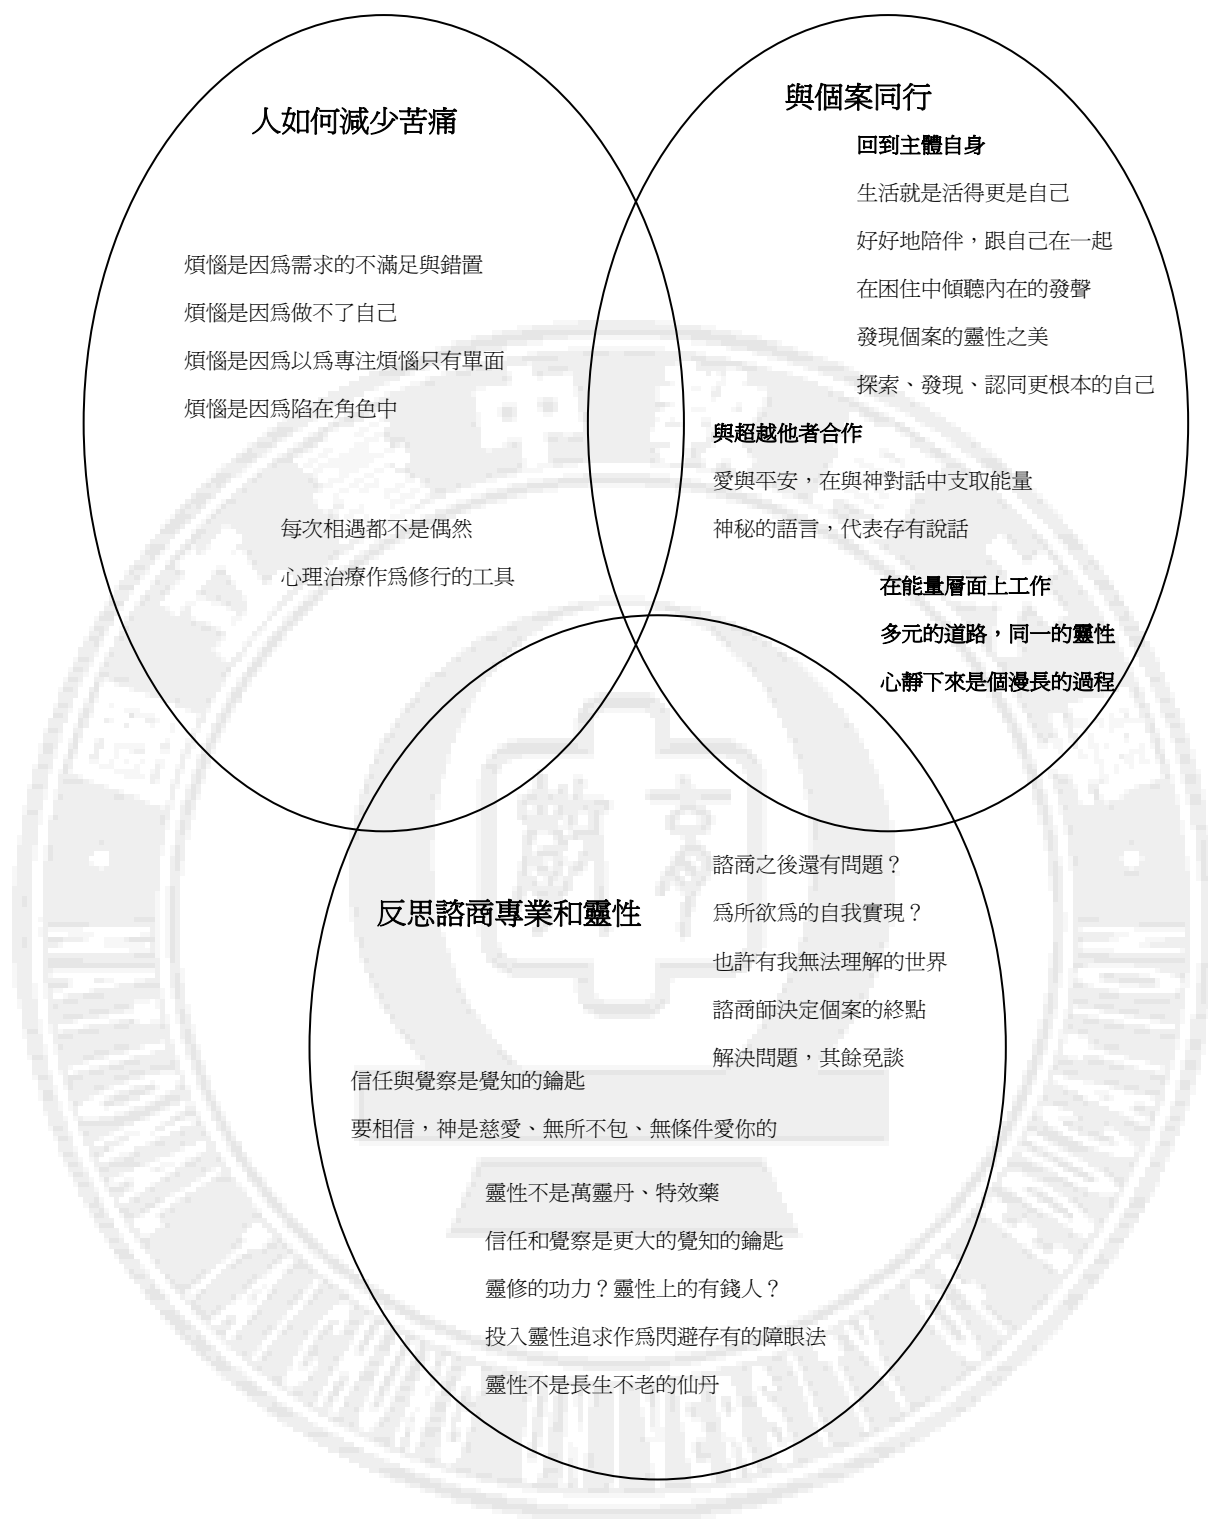 人如何減少苦痛
煩惱是因為需求的不滿足與錯置
煩惱是因為做不了自己
煩惱是因為以為專注煩惱只有單面
煩惱是因為陷在角色中
每次相遇都不是偶然
心理治療作為修行的工具
與個案同行
回到主體自身
生活就是活得更是自己
好好地陪伴，跟自己在一起
在困住中傾聽內在的發聲
發現個案的靈性之美
探索、發現、認同更根本的自己
與超越他者合作
愛與平安，在與神對話中支取能量
神秘的語言，代表存有說話
在能量層面上工作
多元的道路，同一的靈性
心靜下來是個漫長的過程
反思諮商專業和靈性
諮商之後還有問題？
為所欲為的自我實現？
也許有我無法理解的世界
諮商師決定個案的終點
解決問題，其餘免談
信任與覺察是覺知的鑰匙
要相信，神是慈愛、無所不包、無條件愛你的
靈性不是萬靈丹、特效藥
信任和覺察是更大的覺知的鑰匙
靈修的功力？靈性上的有錢人？
投入靈性追求作為閃避存有的障眼法
靈性不是長生不老的仙丹